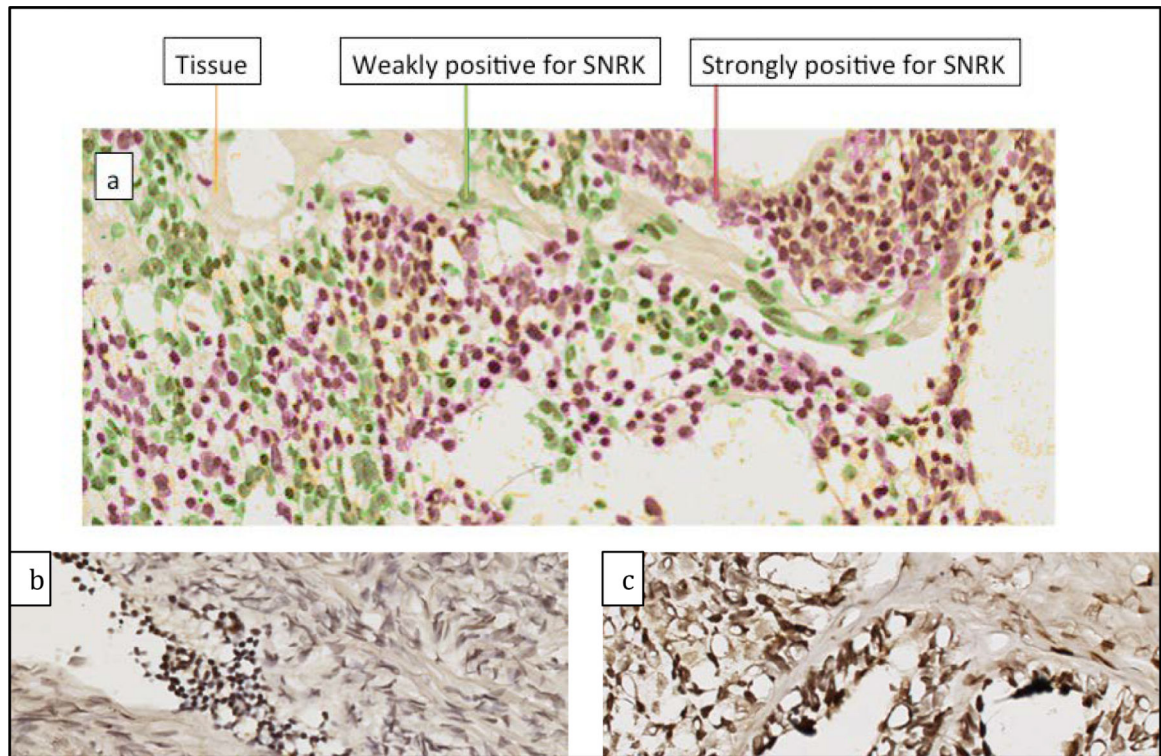 Tissue
Weakly positive for SNRK
Strongly positive for SNRK
a
b
c